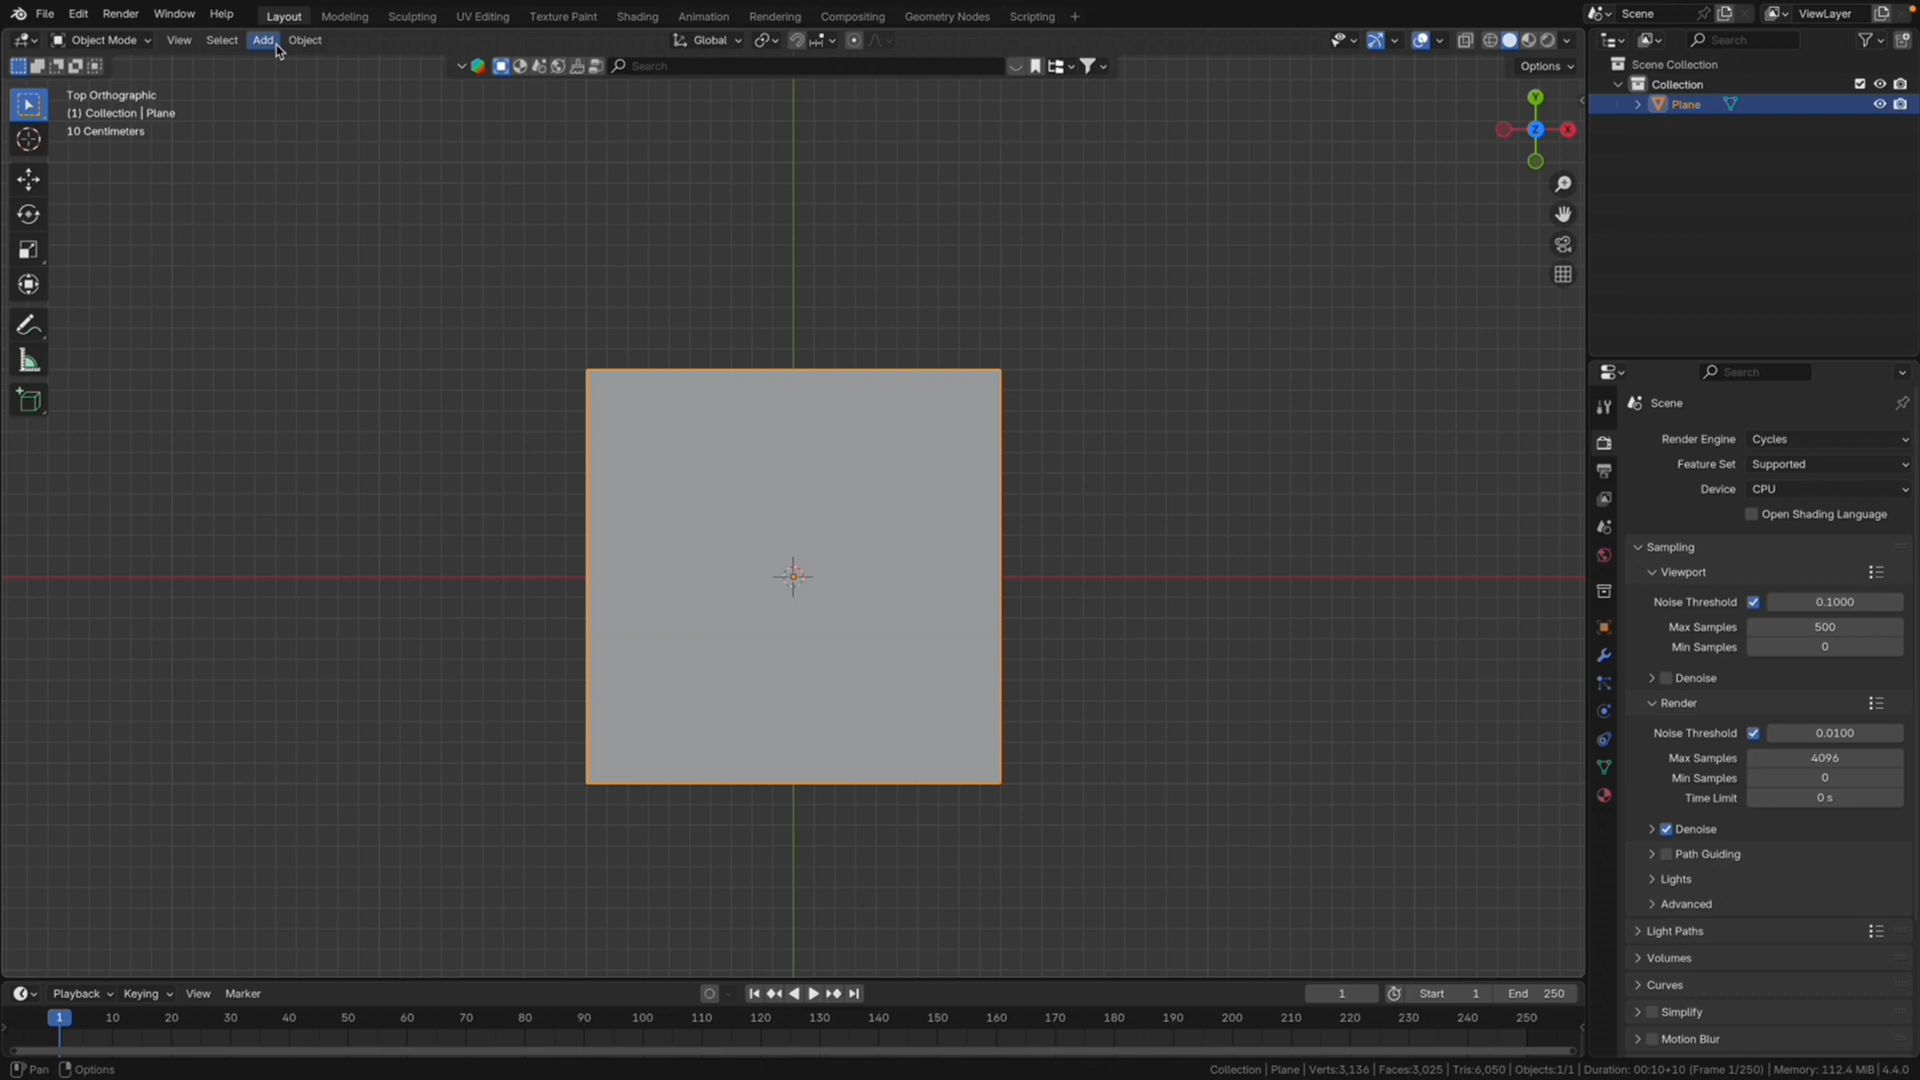 File Edit Render Window Help Layout Modeling Sculpting UV Editing Texture Paint Shading Animation Rendering Compositing Geometry Nodes Scripting + Scene ViewLayer
Object Mode View Select Add Object Global Search
Search Options
Scene Collection
Collection
Plane
Top Orthographic
(1) Collection | Plane
10 Centimeters
Y
Z X
Search
Scene
Render Engine Cycles
Feature Set Supported
Device CPU
Open Shading Language
Sampling
Viewport
Noise Threshold 0.1000
Max Samples 500
Min Samples 0
Denoise
Render
Noise Threshold 0.0100
Max Samples 4096
Min Samples 0
Time Limit 0 s
Denoise
Path Guiding
Lights
Advanced
Light Paths
Volumes
Curves
Simplify
Motion Blur
Playback Keying View Marker 1 Start 1 End 250
1 10 20 30 40 50 60 70 80 90 100 110 120 130 140 150 160 170 180 190 200 210 220 230 240 250
Pan Options Collection | Plane | Verts:3,136 | Faces:3,025 | Tris:6,050 | Objects:1/1 | Duration: 00:10+10 (Frame 1/250) | Memory: 112.4 MiB | 4.4.0